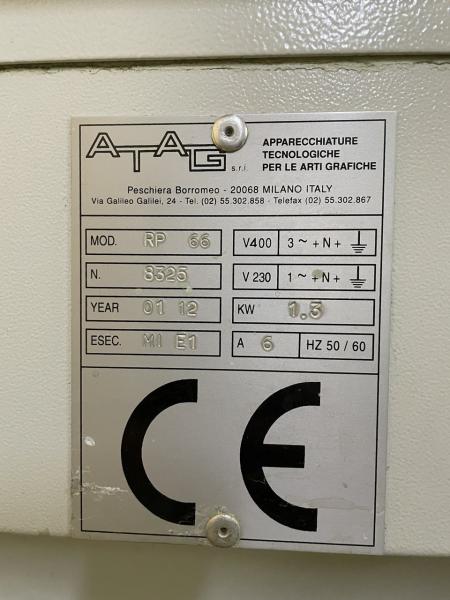 ATAG s.r.l.
APPARECCHIATURE
TECNOLOGICHE
PER LE ARTI GRAFICHE
Peschiera Borromeo - 20068 MILANO ITALY
Via Galileo Galilei, 24 - Tel. (02) 55.302.858 - Telefax (02) 55.302.867
MOD. RP 66
V400 3 ~ + N +
N. 8325
V 230 1 ~ + N +
YEAR 01 12
KW 1.3
ESEC. MI E1
A 6 HZ 50 / 60
CE